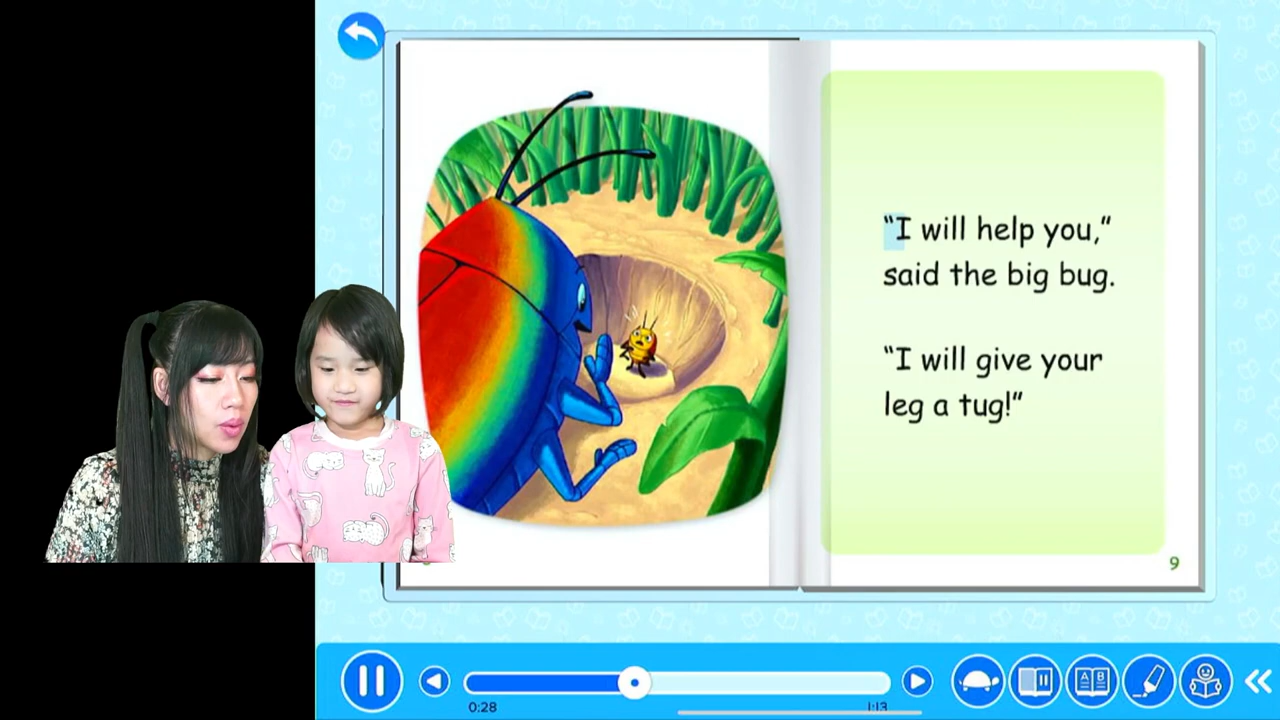 “I will help you,”
said the big bug.
“I will give your
leg a tug!”
9
0:28
1:13
A B